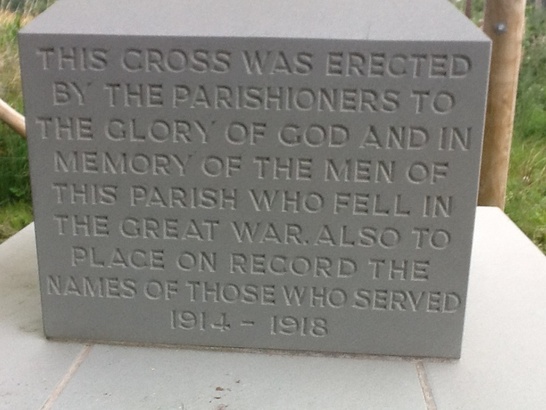 THIS CROSS WAS ERECTED
BY THE PARISHIONERS TO
THE GLORY OF GOD AND IN
MEMORY OF THE MEN OF
THIS PARISH WHO FELL IN
THE GREAT WAR. ALSO TO
PLACE ON RECORD THE
NAMES OF THOSE WHO SERVED
1914 - 1918